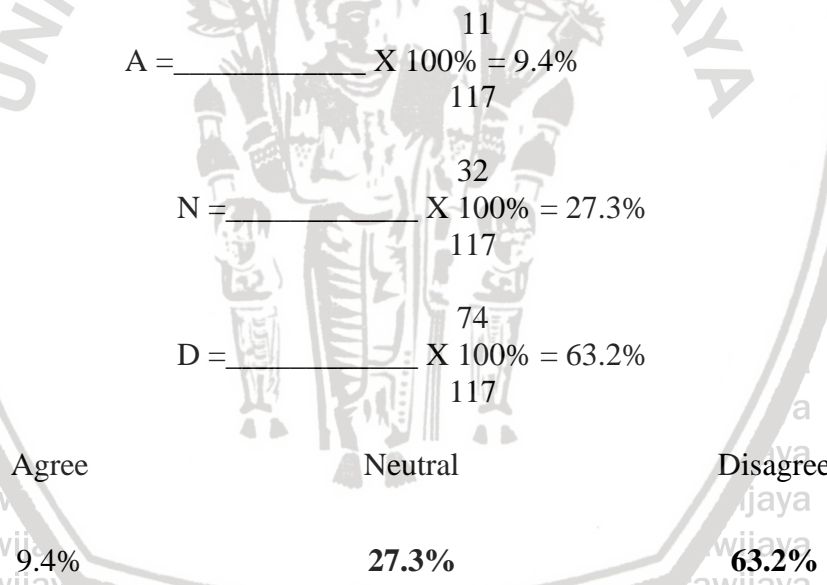 11
A =____________ X 100% = 9.4%
117
32
N =____________ X 100% = 27.3%
117
74
D =____________ X 100% = 63.2%
117
Agree Neutral Disagree
9.4% 27.3% 63.2%